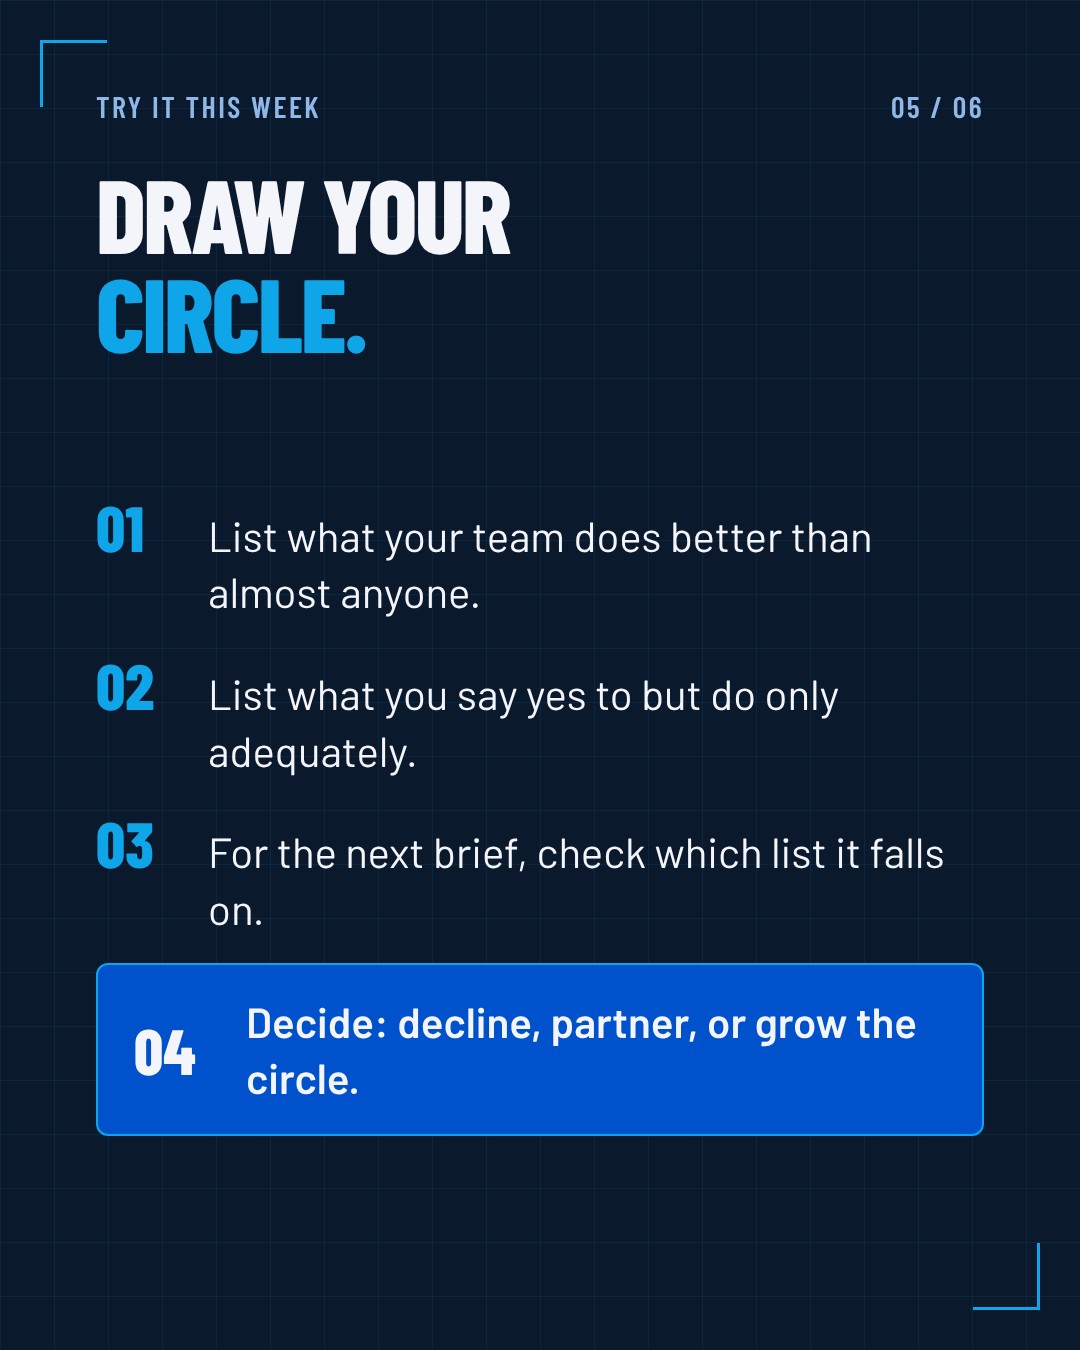 TRY IT THIS WEEK
05 / 06
DRAW YOUR
CIRCLE.
01
List what your team does better than
almost anyone.
02
List what you say yes to but do only
adequately.
03
For the next brief, check which list it falls
on.
04
Decide: decline, partner, or grow the
circle.